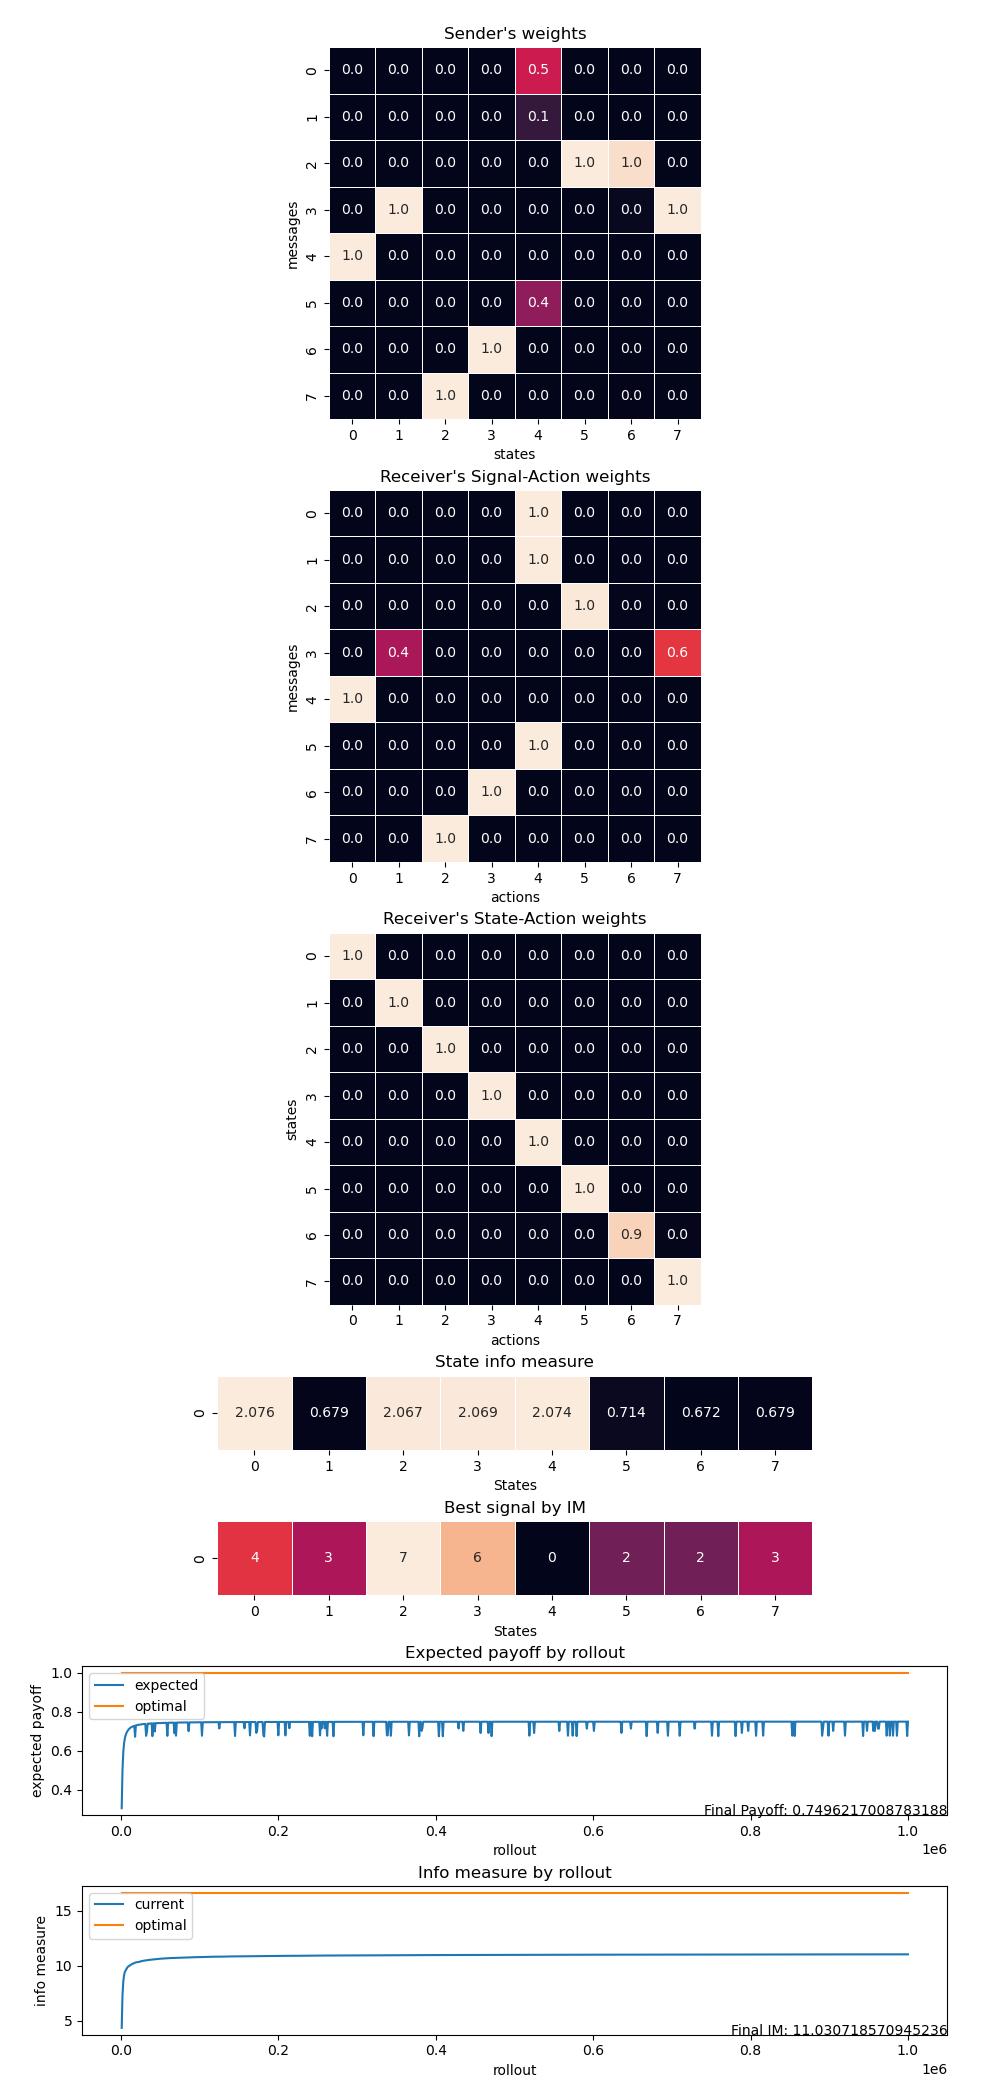 Sender's weights
0 0.0 0.0 0.0 0.0 0.5 0.0 0.0 0.0
1 0.0 0.0 0.0 0.0 0.1 0.0 0.0 0.0
2 0.0 0.0 0.0 0.0 0.0 1.0 1.0 0.0
3 0.0 1.0 0.0 0.0 0.0 0.0 0.0 1.0
messages
4 1.0 0.0 0.0 0.0 0.0 0.0 0.0 0.0
5 0.0 0.0 0.0 0.0 0.4 0.0 0.0 0.0
6 0.0 0.0 0.0 1.0 0.0 0.0 0.0 0.0
7 0.0 0.0 1.0 0.0 0.0 0.0 0.0 0.0
0 1 2 3 4 5 6 7
states
Receiver's Signal-Action weights
0 0.0 0.0 0.0 0.0 1.0 0.0 0.0 0.0
1 0.0 0.0 0.0 0.0 1.0 0.0 0.0 0.0
2 0.0 0.0 0.0 0.0 0.0 1.0 0.0 0.0
3 0.0 0.4 0.0 0.0 0.0 0.0 0.0 0.6
messages
4 1.0 0.0 0.0 0.0 0.0 0.0 0.0 0.0
5 0.0 0.0 0.0 0.0 1.0 0.0 0.0 0.0
6 0.0 0.0 0.0 1.0 0.0 0.0 0.0 0.0
7 0.0 0.0 1.0 0.0 0.0 0.0 0.0 0.0
0 1 2 3 4 5 6 7
actions
Receiver's State-Action weights
0 1.0 0.0 0.0 0.0 0.0 0.0 0.0 0.0
1 0.0 1.0 0.0 0.0 0.0 0.0 0.0 0.0
2 0.0 0.0 1.0 0.0 0.0 0.0 0.0 0.0
3 0.0 0.0 0.0 1.0 0.0 0.0 0.0 0.0
states
4 0.0 0.0 0.0 0.0 1.0 0.0 0.0 0.0
5 0.0 0.0 0.0 0.0 0.0 1.0 0.0 0.0
6 0.0 0.0 0.0 0.0 0.0 0.0 0.9 0.0
7 0.0 0.0 0.0 0.0 0.0 0.0 0.0 1.0
0 1 2 3 4 5 6 7
actions
State info measure
0 2.076 0.679 2.067 2.069 2.074 0.714 0.672 0.679
0 1 2 3 4 5 6 7
States
Best signal by IM
0 4 3 7 6 0 2 2 3
0 1 2 3 4 5 6 7
States
Expected payoff by rollout
expected payoff
1.0
0.8
0.6
0.4
expected
optimal
Final Payoff: 0.7496217008783188
0.0 0.2 0.4 0.6 0.8 1.0
1e6
rollout
Info measure by rollout
info measure
15
10
5
current
optimal
Final IM: 11.030718570945236
0.0 0.2 0.4 0.6 0.8 1.0
1e6
rollout